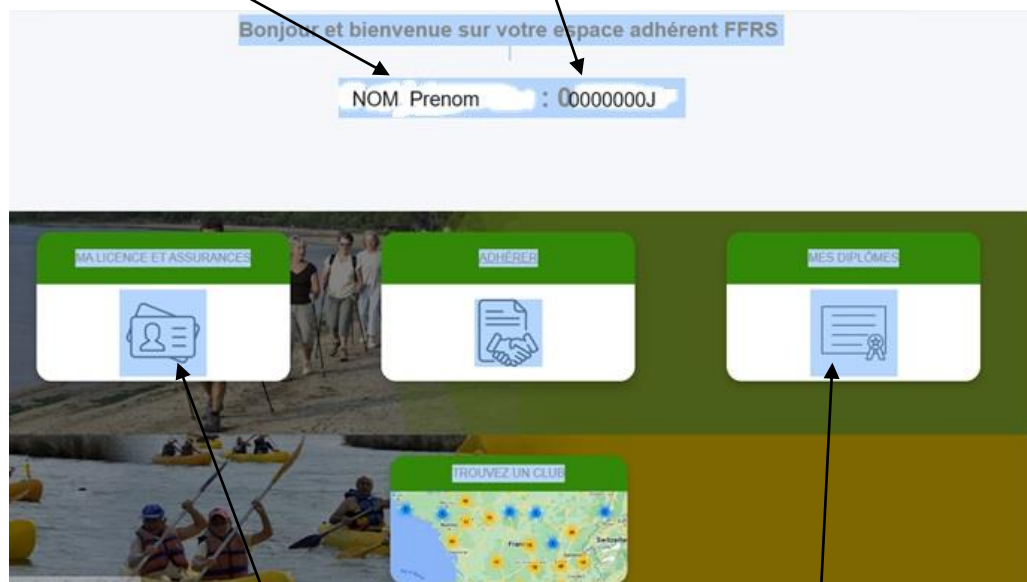 Bonjour et bienvenue sur votre espace adhérent FFRS
NOM Prenom : 00000000J
MA LICENCE ET ASSURANCES
ADHÉRER
MES DIPLÔMES
TROUVEZ UN CLUB